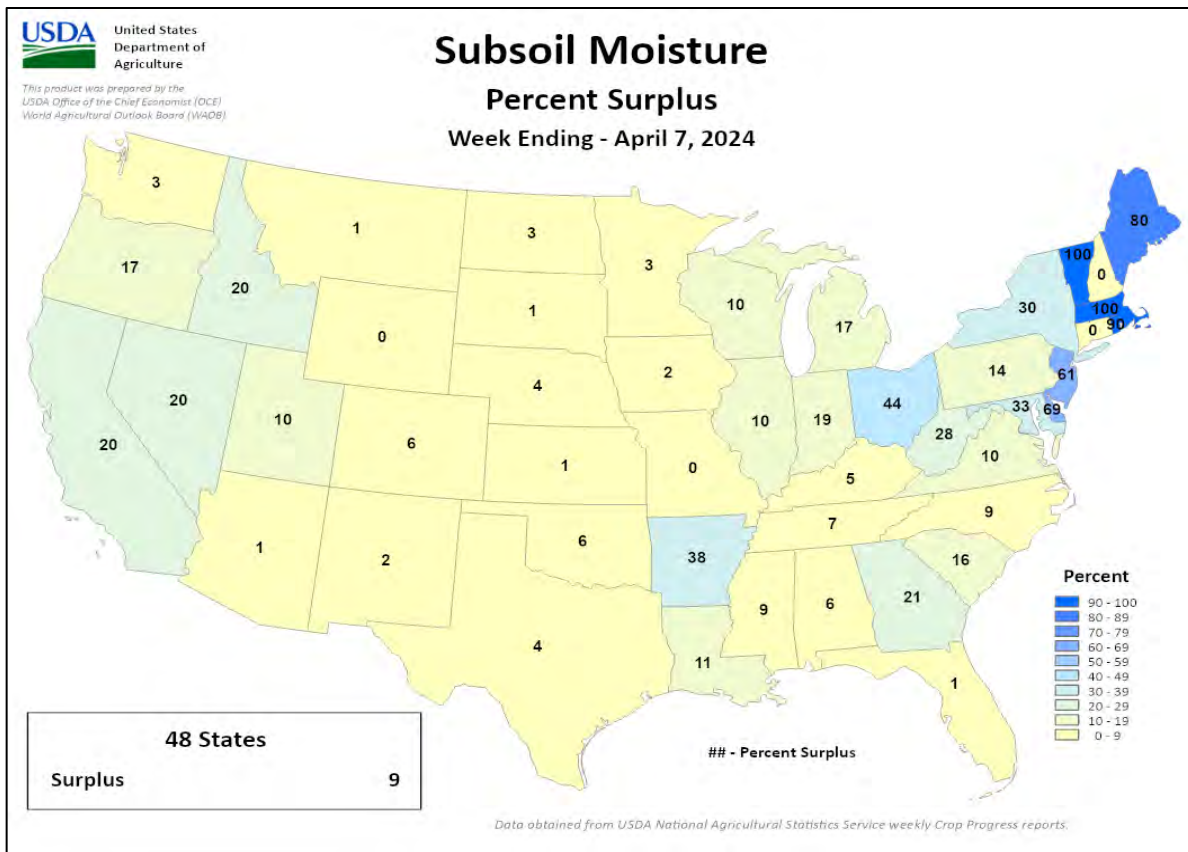 USDA
United States
Department of
Agriculture
This product was prepared by the
USDA Office of the Chief Economist (OCE)
World Agricultural Outlook Board (WAOB)
Subsoil Moisture
Percent Surplus
Week Ending - April 7, 2024
3
1
3
3
80
100
0
17
20
10
30
1
100
90
0
17
0
2
14
61
4
44
33
69
20
10
10
19
28
20
6
10
1
0
5
9
7
1
2
6
38
16
9
6
21
4
11
1
Percent
90 - 100
80 - 89
70 - 79
60 - 69
50 - 59
40 - 49
30 - 39
20 - 29
10 - 19
0 - 9
48 States
Surplus 9
## - Percent Surplus
Data obtained from USDA National Agricultural Statistics Service weekly Crop Progress reports.